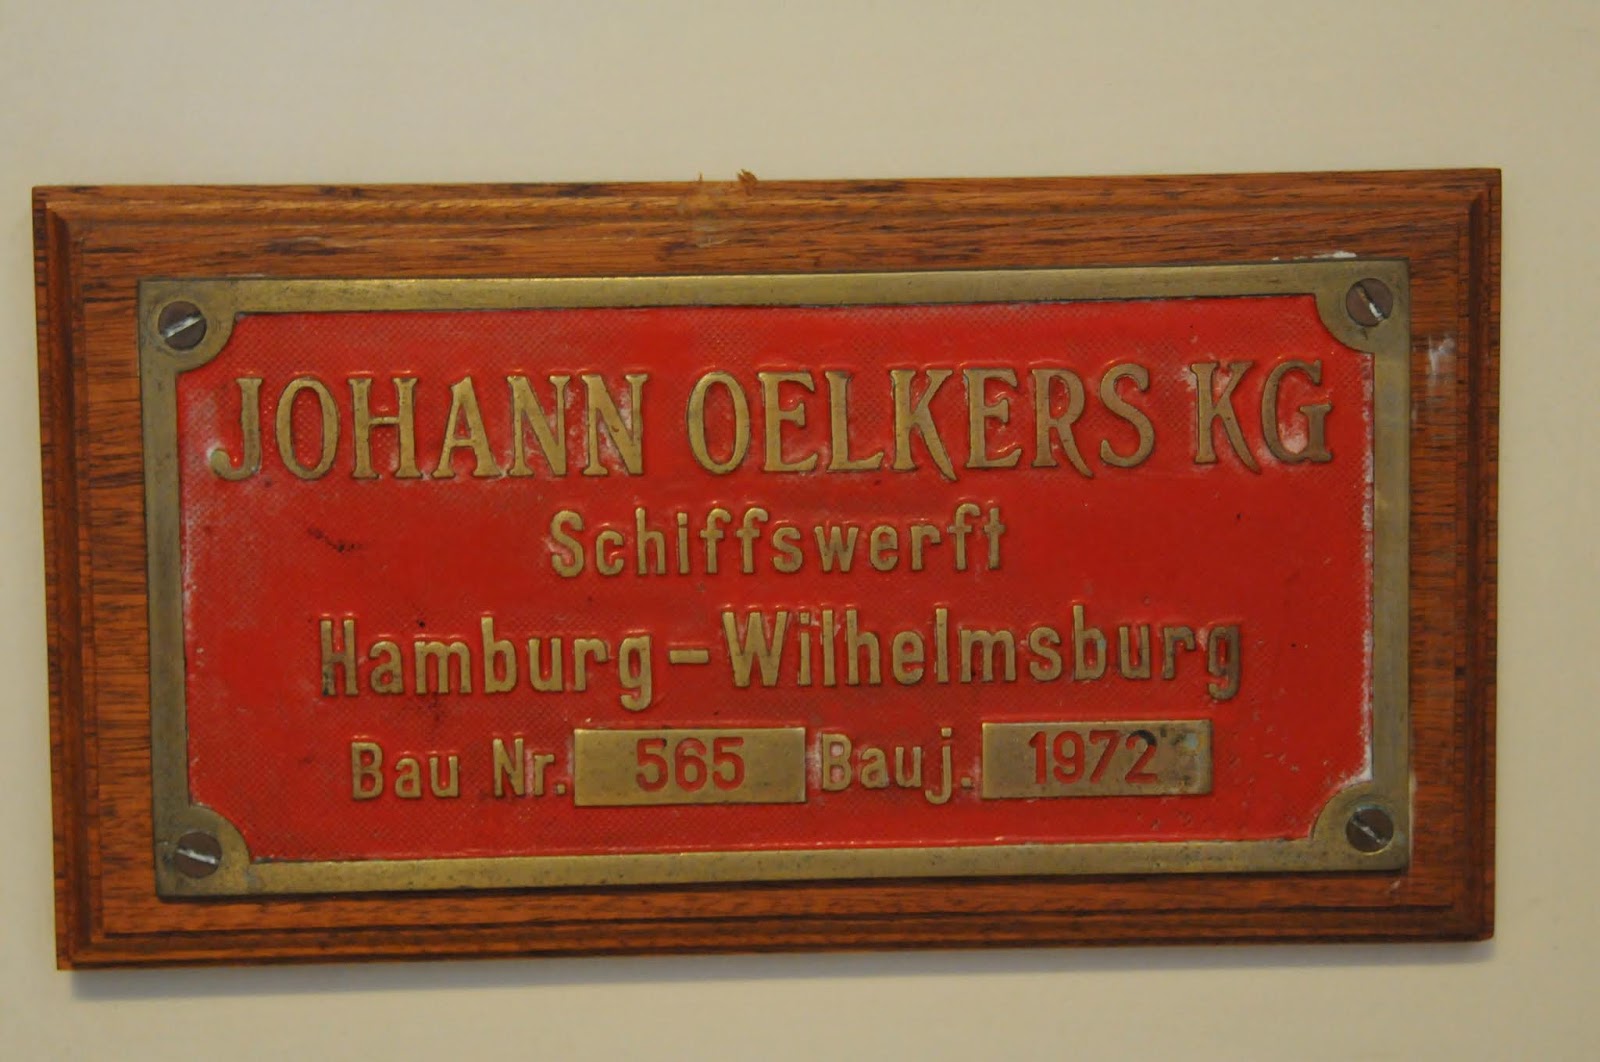 JOHANN OELKERS KG
Schiffswerft
Hamburg-Wilhelmsburg
Bau Nr. 565 Bauj. 1972